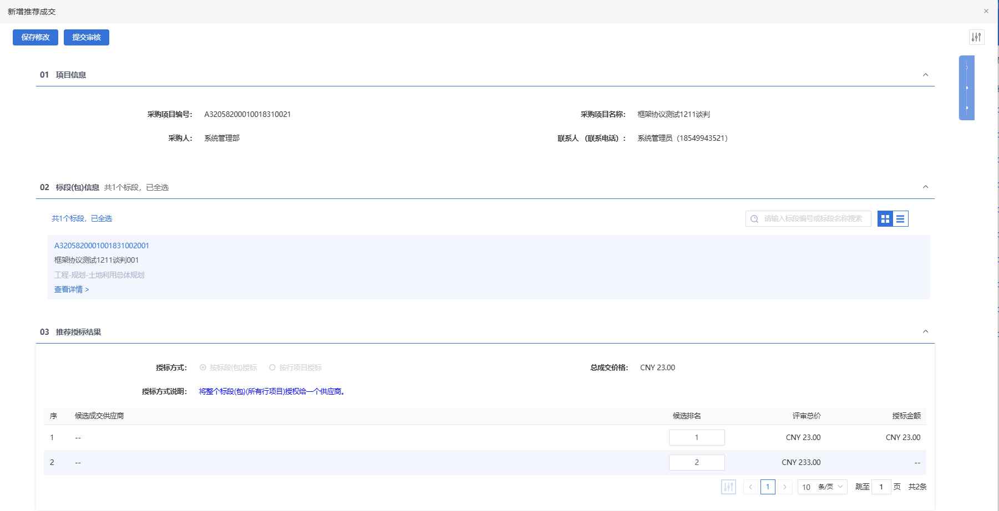 新增推荐成交
保存修改 提交审核
01 项目信息
采购项目编号： A32058200010018310021 采购项目名称： 框架协议测试1211谈判
采购人： 系统管理部 联系人（联系电话）： 系统管理员（18549943521）
02 标段(包)信息 共1个标段，已全选
共1个标段，已全选 请输入标段编号或标段名称搜索
A3205820001001831002001
框架协议测试1211谈判001
工程-规划-土地利用总体规划
查看详情 >
03 推荐授标结果
授标方式： 按标段(包)授标 按行项目授标 总成交价格： CNY 23.00
授标方式说明： 将整个标段(包)(所有行项目)授权给一个供应商。
序 候选成交供应商 候选排名 评审总价 授标金额
1 -- 1 CNY 23.00 CNY 23.00
2 -- 2 CNY 233.00 --
1 10 条/页 跳至 1 页 共2条